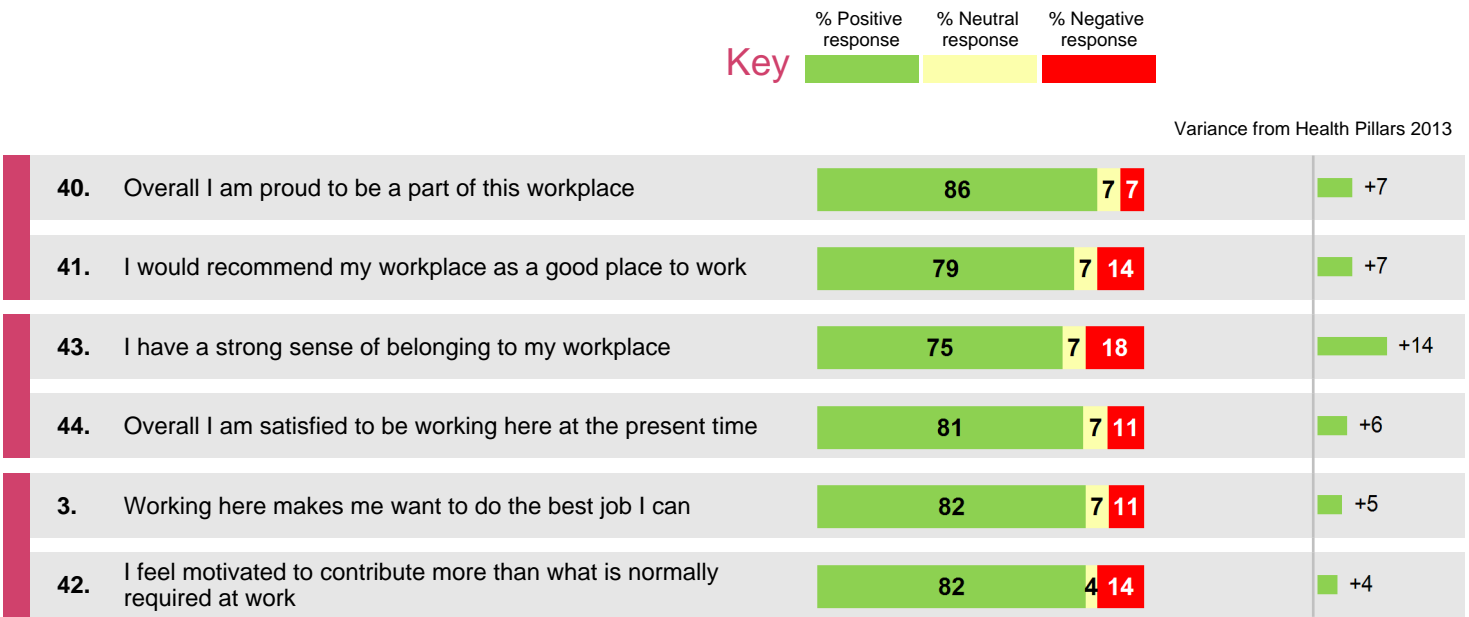 % Positive response
% Neutral response
% Negative response
Key
Variance from Health Pillars 2013
40. Overall I am proud to be a part of this workplace 86 7 7 +7
41. I would recommend my workplace as a good place to work 79 7 14 +7
43. I have a strong sense of belonging to my workplace 75 7 18 +14
44. Overall I am satisfied to be working here at the present time 81 7 11 +6
3. Working here makes me want to do the best job I can 82 7 11 +5
42. I feel motivated to contribute more than what is normally
required at work 82 4 14 +4